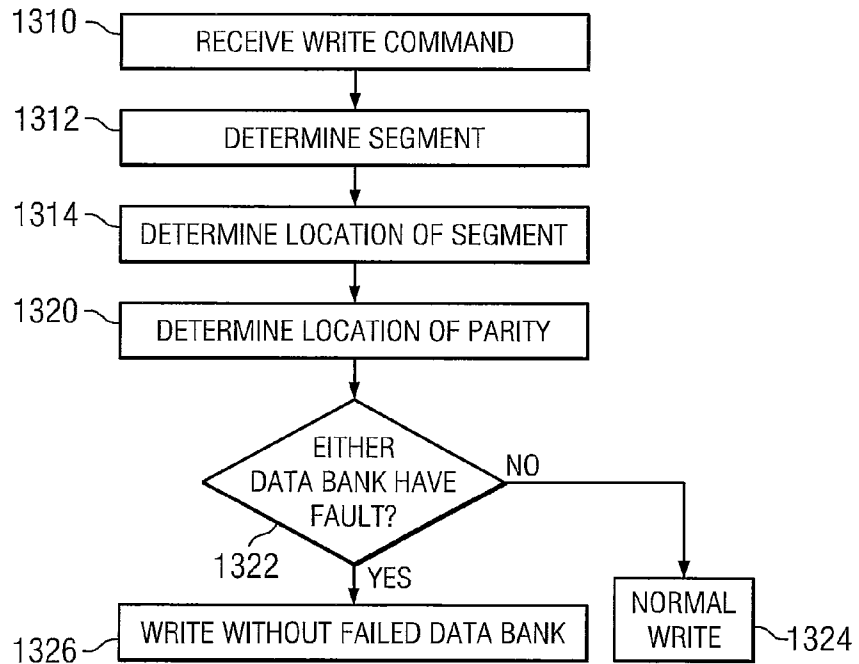 1310
RECEIVE WRITE COMMAND
1312
DETERMINE SEGMENT
1314
DETERMINE LOCATION OF SEGMENT
1320
DETERMINE LOCATION OF PARITY
EITHER
DATA BANK HAVE
FAULT?
NO
1322
YES
1326
WRITE WITHOUT FAILED DATA BANK
NORMAL
WRITE
1324